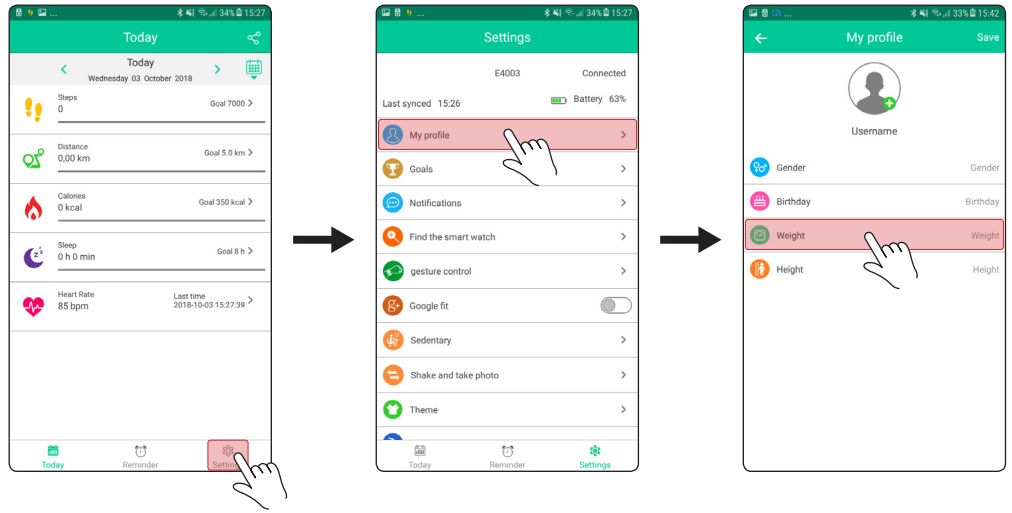 ... 34% 15:27
Today
Today
Wednesday 03 October 2018
Steps
0
Goal 7000
Distance
0,00 km
Goal 5.0 km
Calories
0 kcal
Goal 350 kcal
Sleep
0 h 0 min
Goal 8 h
Heart Rate
85 bpm
Last time
2018-10-03 15:27:39
Today Reminder Settings
... 34% 15:27
Settings
E4003 Connected
Last synced 15:26 Battery 63%
My profile
Goals
Notifications
Find the smart watch
gesture control
Google fit
Sedentary
Shake and take photo
Theme
Today Reminder Settings
... 33% 15:42
My profile Save
Username
Gender Gender
Birthday Birthday
Weight Weight
Height Height